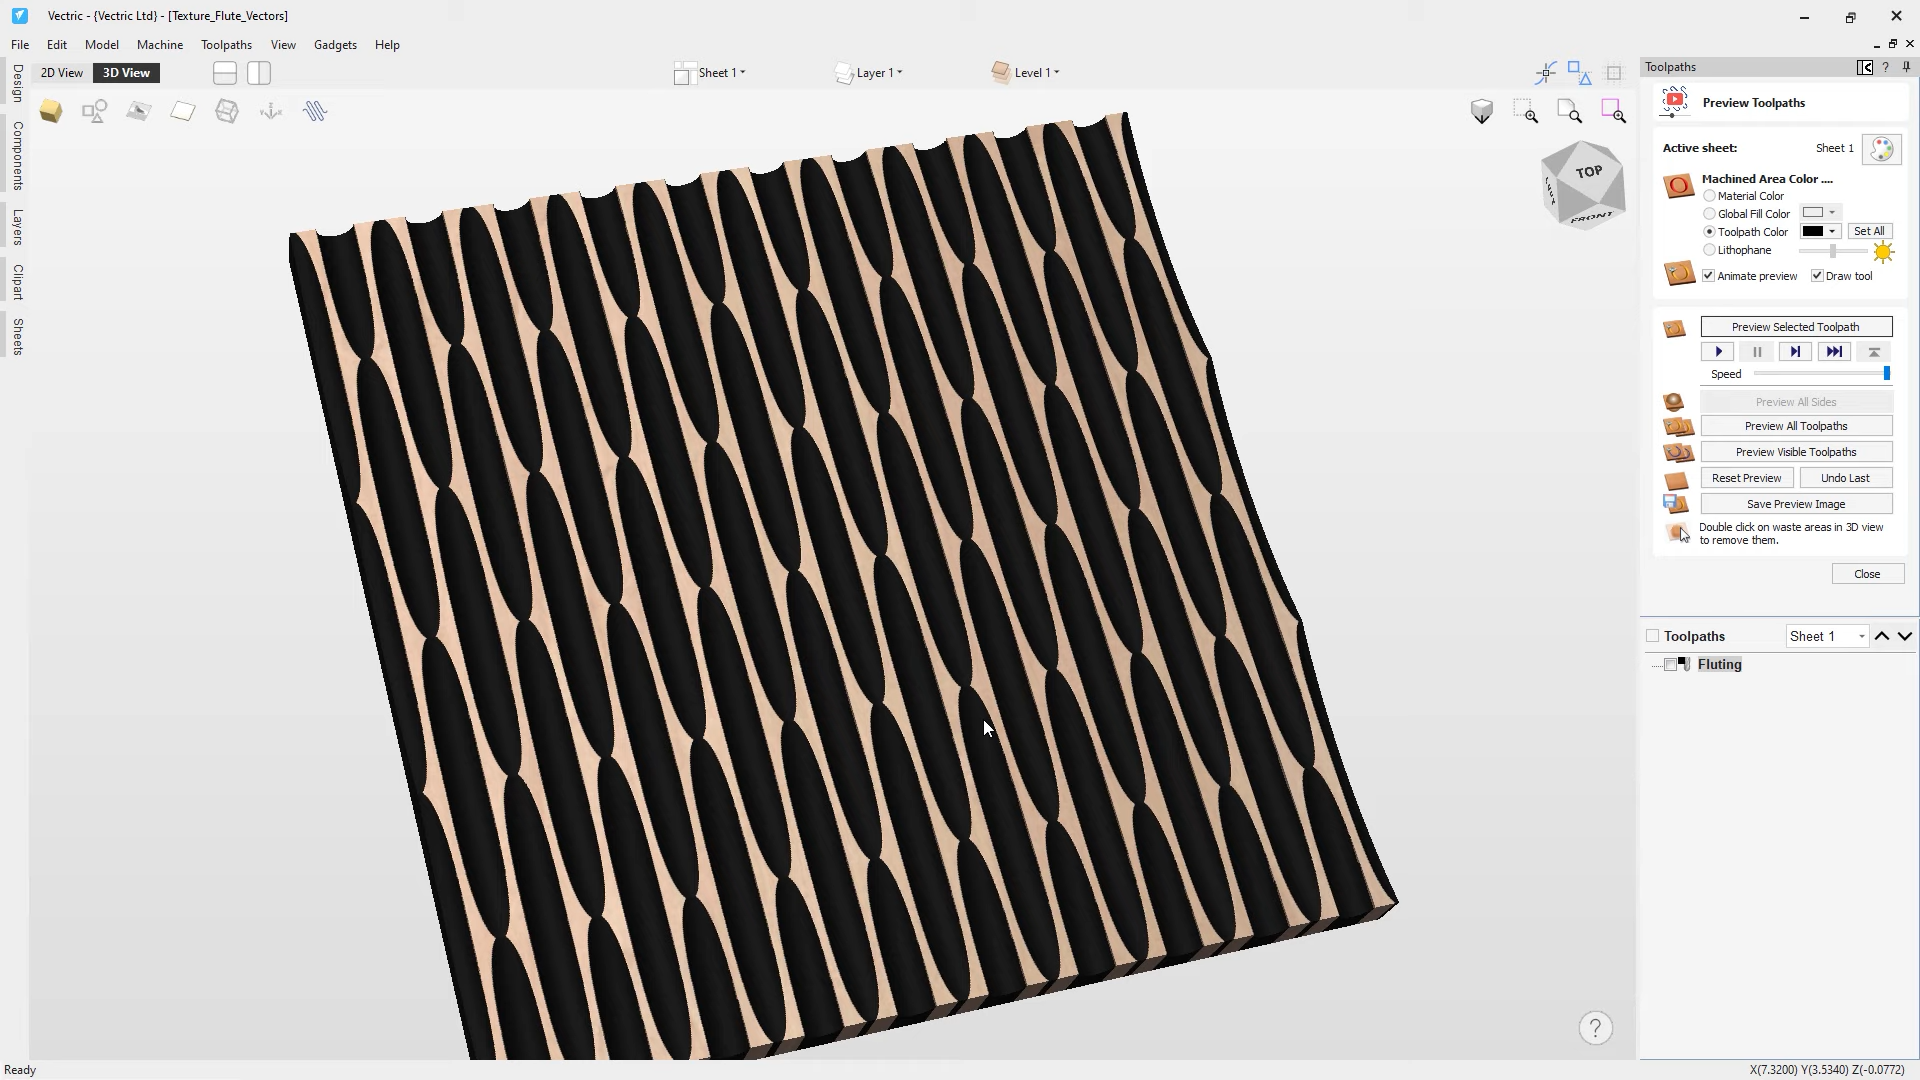 Vectric - {Vectric Ltd} - [Texture_Flute_Vectors]
File Edit Model Machine Toolpaths View Gadgets Help
2D View 3D View Sheet 1 Layer 1 Level 1
Design
Components
Layers
Clipart
Sheets
TOP
LEFT
FRONT
?
Toolpaths ?
Preview Toolpaths
Active sheet: Sheet 1
Machined Area Color ....
Material Color
Global Fill Color
Toolpath Color Set All
Lithophane
Animate preview Draw tool
Preview Selected Toolpath
Speed
Preview All Sides
Preview All Toolpaths
Preview Visible Toolpaths
Reset Preview Undo Last
Save Preview Image
Double click on waste areas in 3D view
to remove them.
Close
Toolpaths Sheet 1
Fluting
Ready X(7.3200) Y(3.5340) Z(-0.0772)